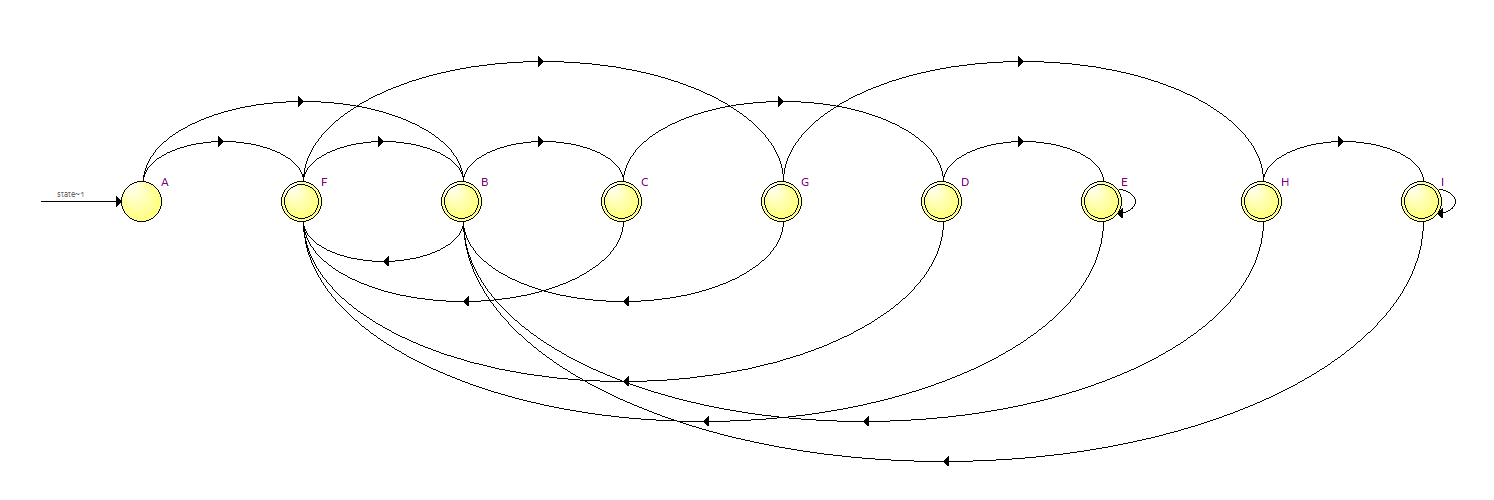 A F B C G D E H I
state~1